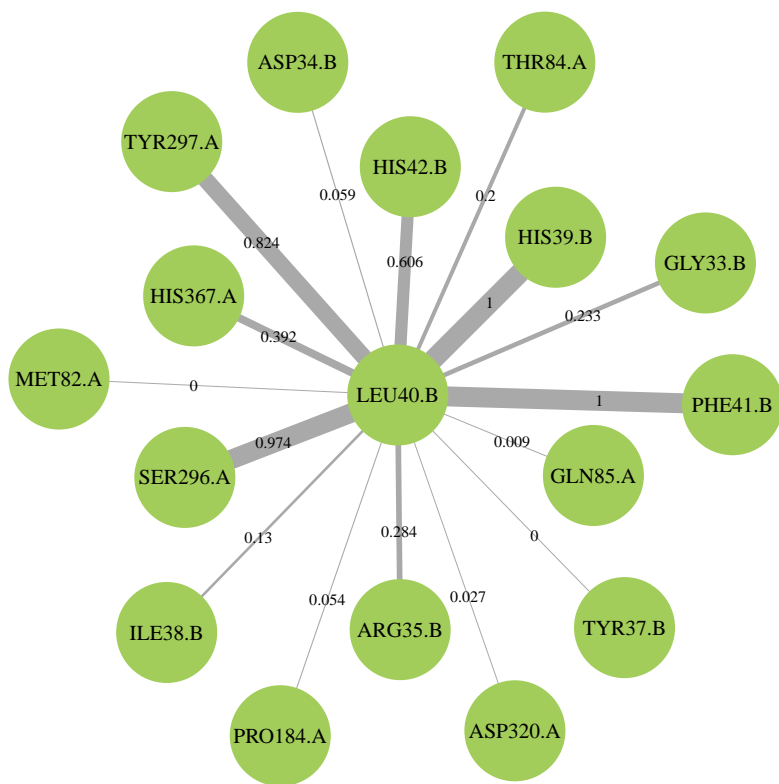 ASP34.B
THR84.A
TYR297.A
HIS42.B
0.059
0.2
HIS39.B
0.824
0.606
GLY33.B
HIS367.A
1
0.233
0.392
MET82.A
0
LEU40.B
1
PHE41.B
0.974
0.009
SER296.A
GLN85.A
0.13
0.284
0
0.054
0.027
ILE38.B
ARG35.B
TYR37.B
PRO184.A
ASP320.A